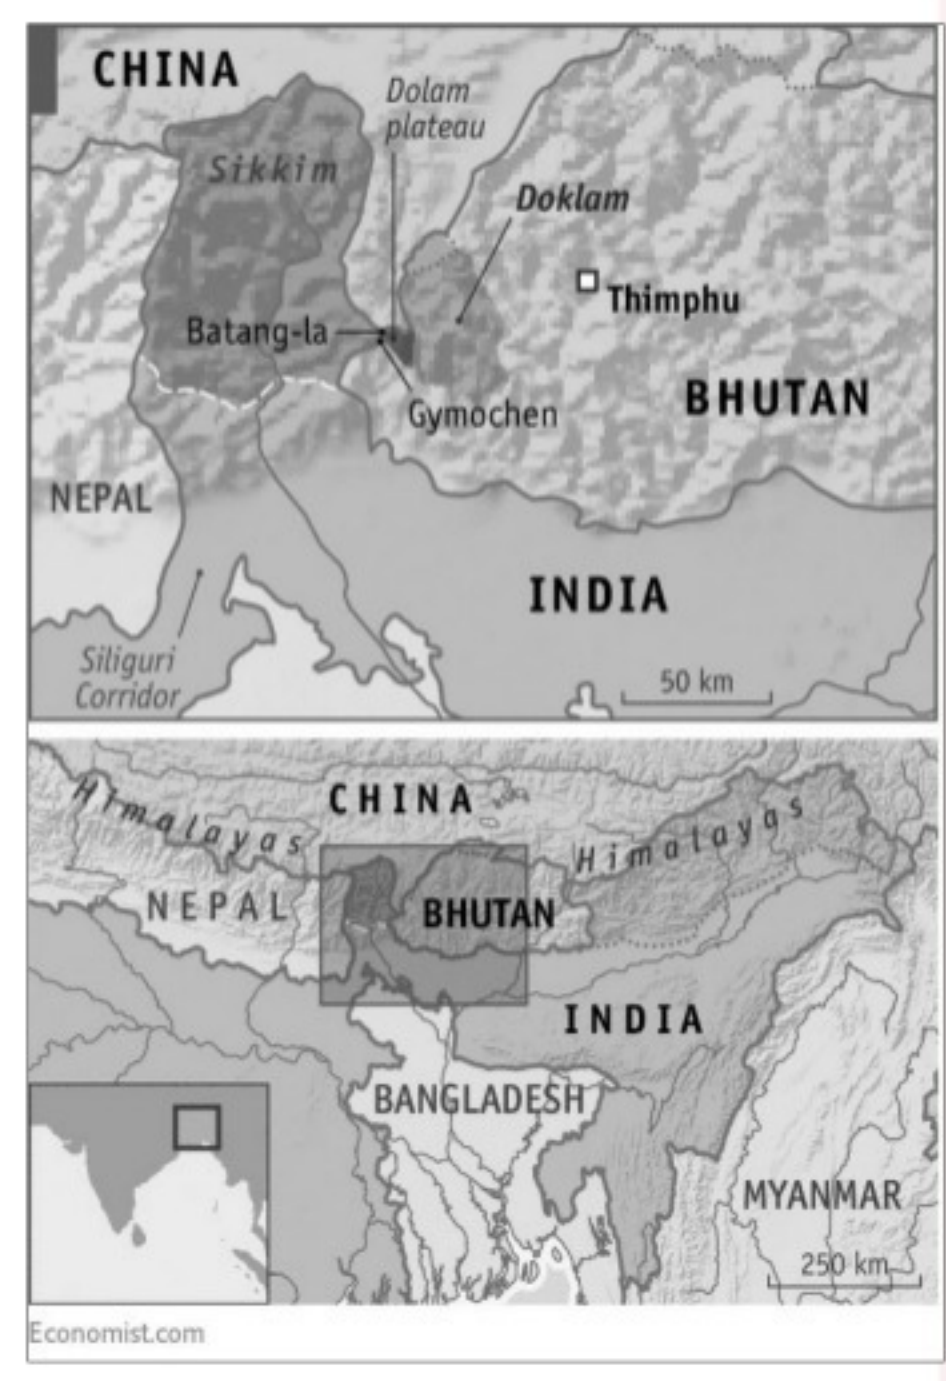 CHINA
Dolam
plateau
Sikkim
Doklam
Thimphu
Batang-la
BHUTAN
Gymochen
NEPAL
INDIA
Siliguri
Corridor
50 km
Himalayas
CHINA
Himalayas
NEPAL
BHUTAN
INDIA
BANGLADESH
MYANMAR
250 km
Economist.com